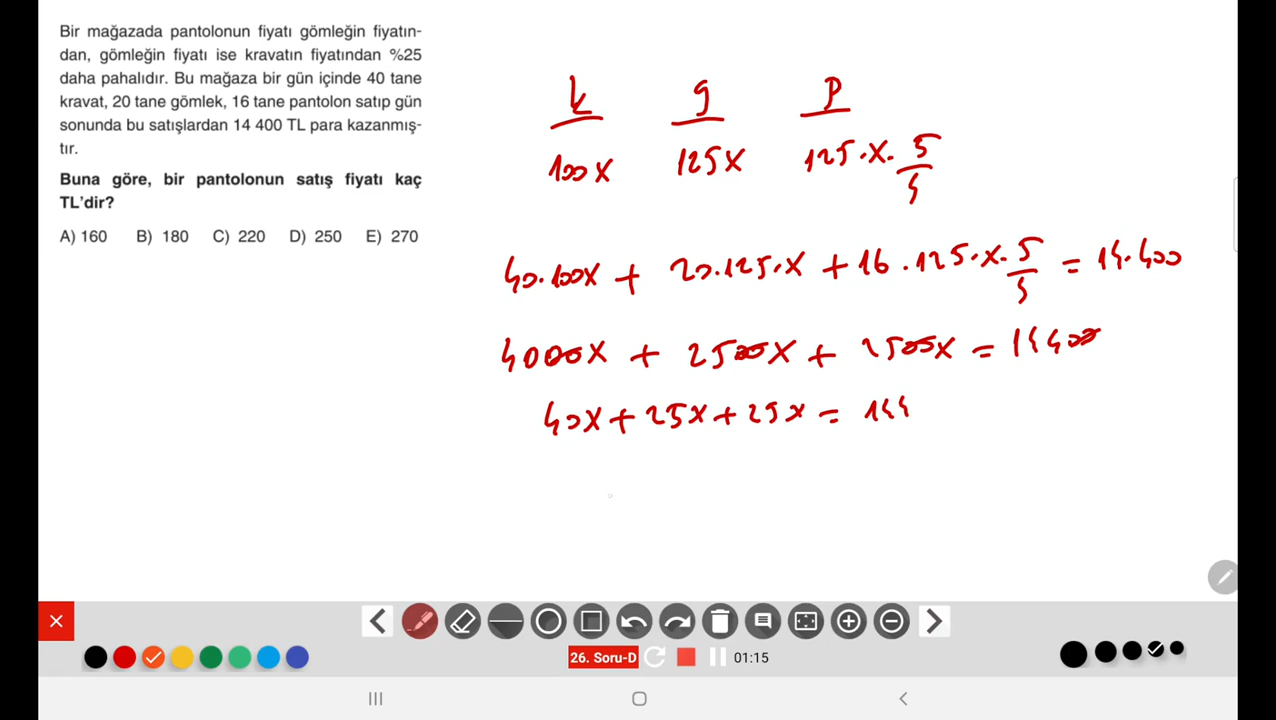 Bir mağazada pantolonun fiyatı gömleğin fiyatın-
dan, gömleğin fiyatı ise kravatın fiyatından %25
daha pahalıdır. Bu mağaza bir gün içinde 40 tane
kravat, 20 tane gömlek, 16 tane pantolon satıp gün
sonunda bu satışlardan 14 400 TL para kazanmış-
tır.
Buna göre, bir pantolonun satış fiyatı kaç
TL'dir?
A) 160 B) 180 C) 220 D) 250 E) 270
k g p
100x 125x 125.x.5/4
40.100x + 20.125.x + 16.125.x.5/4 = 14.400
4000x + 2500x + 2500x = 14400
40x + 25x + 25x = 144
26. Soru-D 01:15